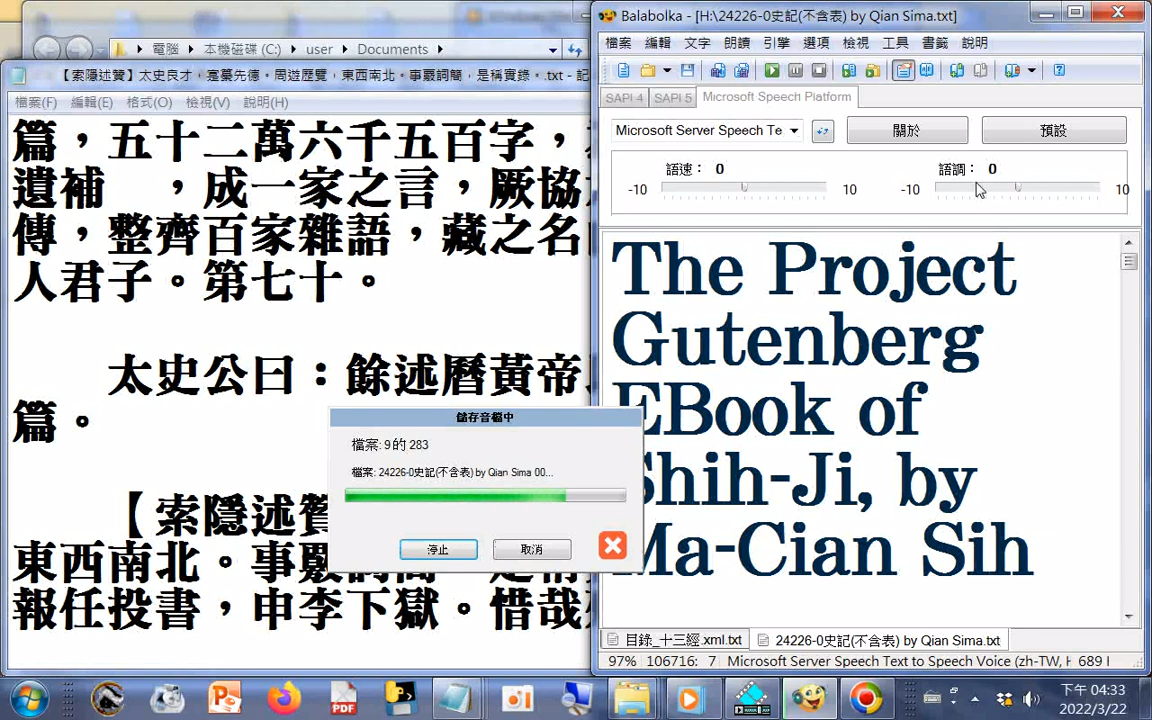 電腦 ▸ 本機磁碟 (C:) ▸ user ▸ Documents ▸
【索隱述贊】太史良才，寔纂先德。周遊歷覽，東西南北。事覈詞簡，是稱實錄。.txt - 記
檔案(F) 編輯(E) 格式(O) 檢視(V) 說明(H)
篇，五十二萬六千五百字，
遺補　，成一家之言，厥協
傳，整齊百家雜語，藏之名
人君子。第七十。
太史公曰：餘述曆黃帝
篇。
【索隱述贊
東西南北。事覈
報任投書，申李下獄。惜哉
儲存音檔中
檔案: 9 的 283
檔案: 24226-0史記(不含表) by Qian Sima 00...
停止 取消
Balabolka - [H:\24226-0史記(不含表) by Qian Sima.txt]
檔案 編輯 文字 朗讀 引擎 選項 檢視 工具 書籤 說明
SAPI 4 SAPI 5 Microsoft Speech Platform
Microsoft Server Speech Te 關於 預設
語速： 0 語調： 0
-10 10 -10 10
The Project
Gutenberg
EBook of
Shih-Ji, by
Ma-Cian Sih
目錄_十三經.xml.txt 24226-0史記(不含表) by Qian Sima.txt
97% 106716: 7 Microsoft Server Speech Text to Speech Voice (zh-TW, H 689 l
PDF
下午 04:33
2022/3/22